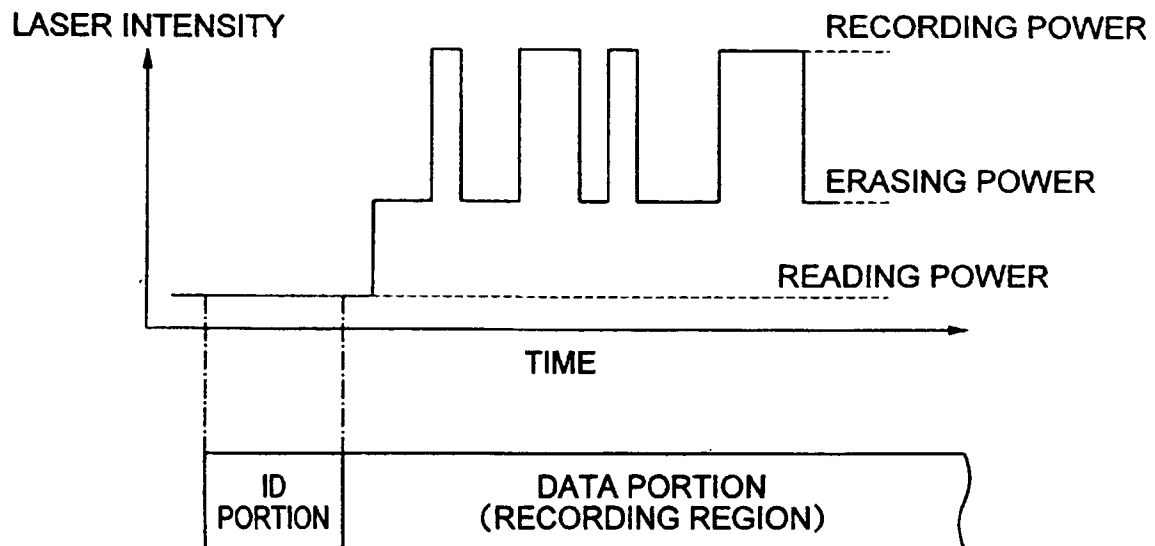 LASER INTENSITY
RECORDING POWER
ERASING POWER
READING POWER
TIME
ID
PORTION
DATA PORTION
(RECORDING REGION)